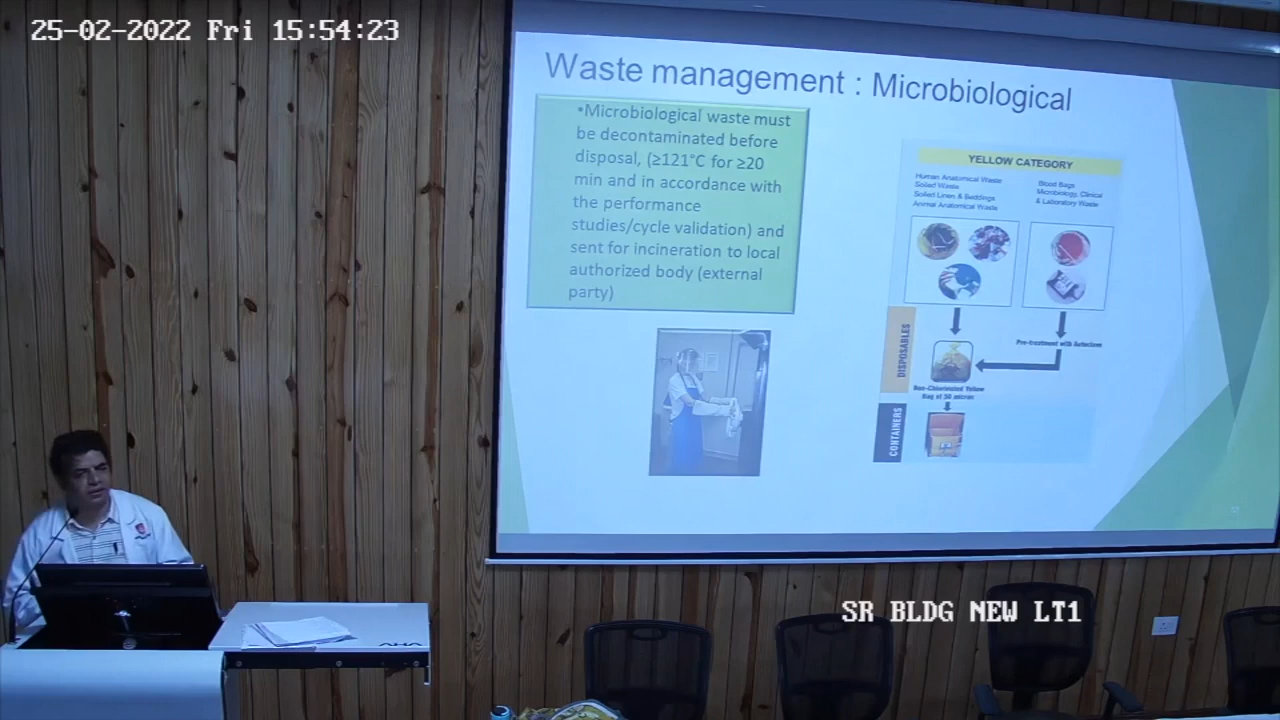 25-02-2022 Fri 15:54:23
Waste management : Microbiological
•Microbiological waste must
be decontaminated before
disposal, (≥121°C for ≥20
min and in accordance with
the performance
studies/cycle validation) and
sent for incineration to local
authorized body (external
party)
YELLOW CATEGORY
Human Anatomical Waste
Soiled Waste
Soiled Linen & Beddings
Animal Anatomical Waste
Blood Bags
Microbiology, Clinical
& Laboratory Waste
DISPOSABLES
Pre-treatment with Autoclave
Non-Chlorinated Yellow
Bag of 50 micron
CONTAINERS
SR BLDG NEW LT1